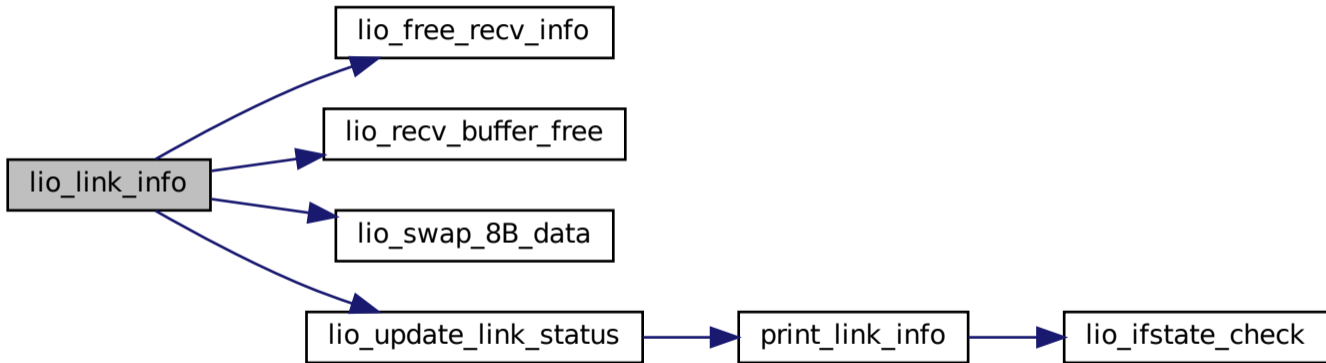 lio_free_recv_info
lio_recv_buffer_free
lio_link_info
lio_swap_8B_data
lio_update_link_status
print_link_info
lio_ifstate_check